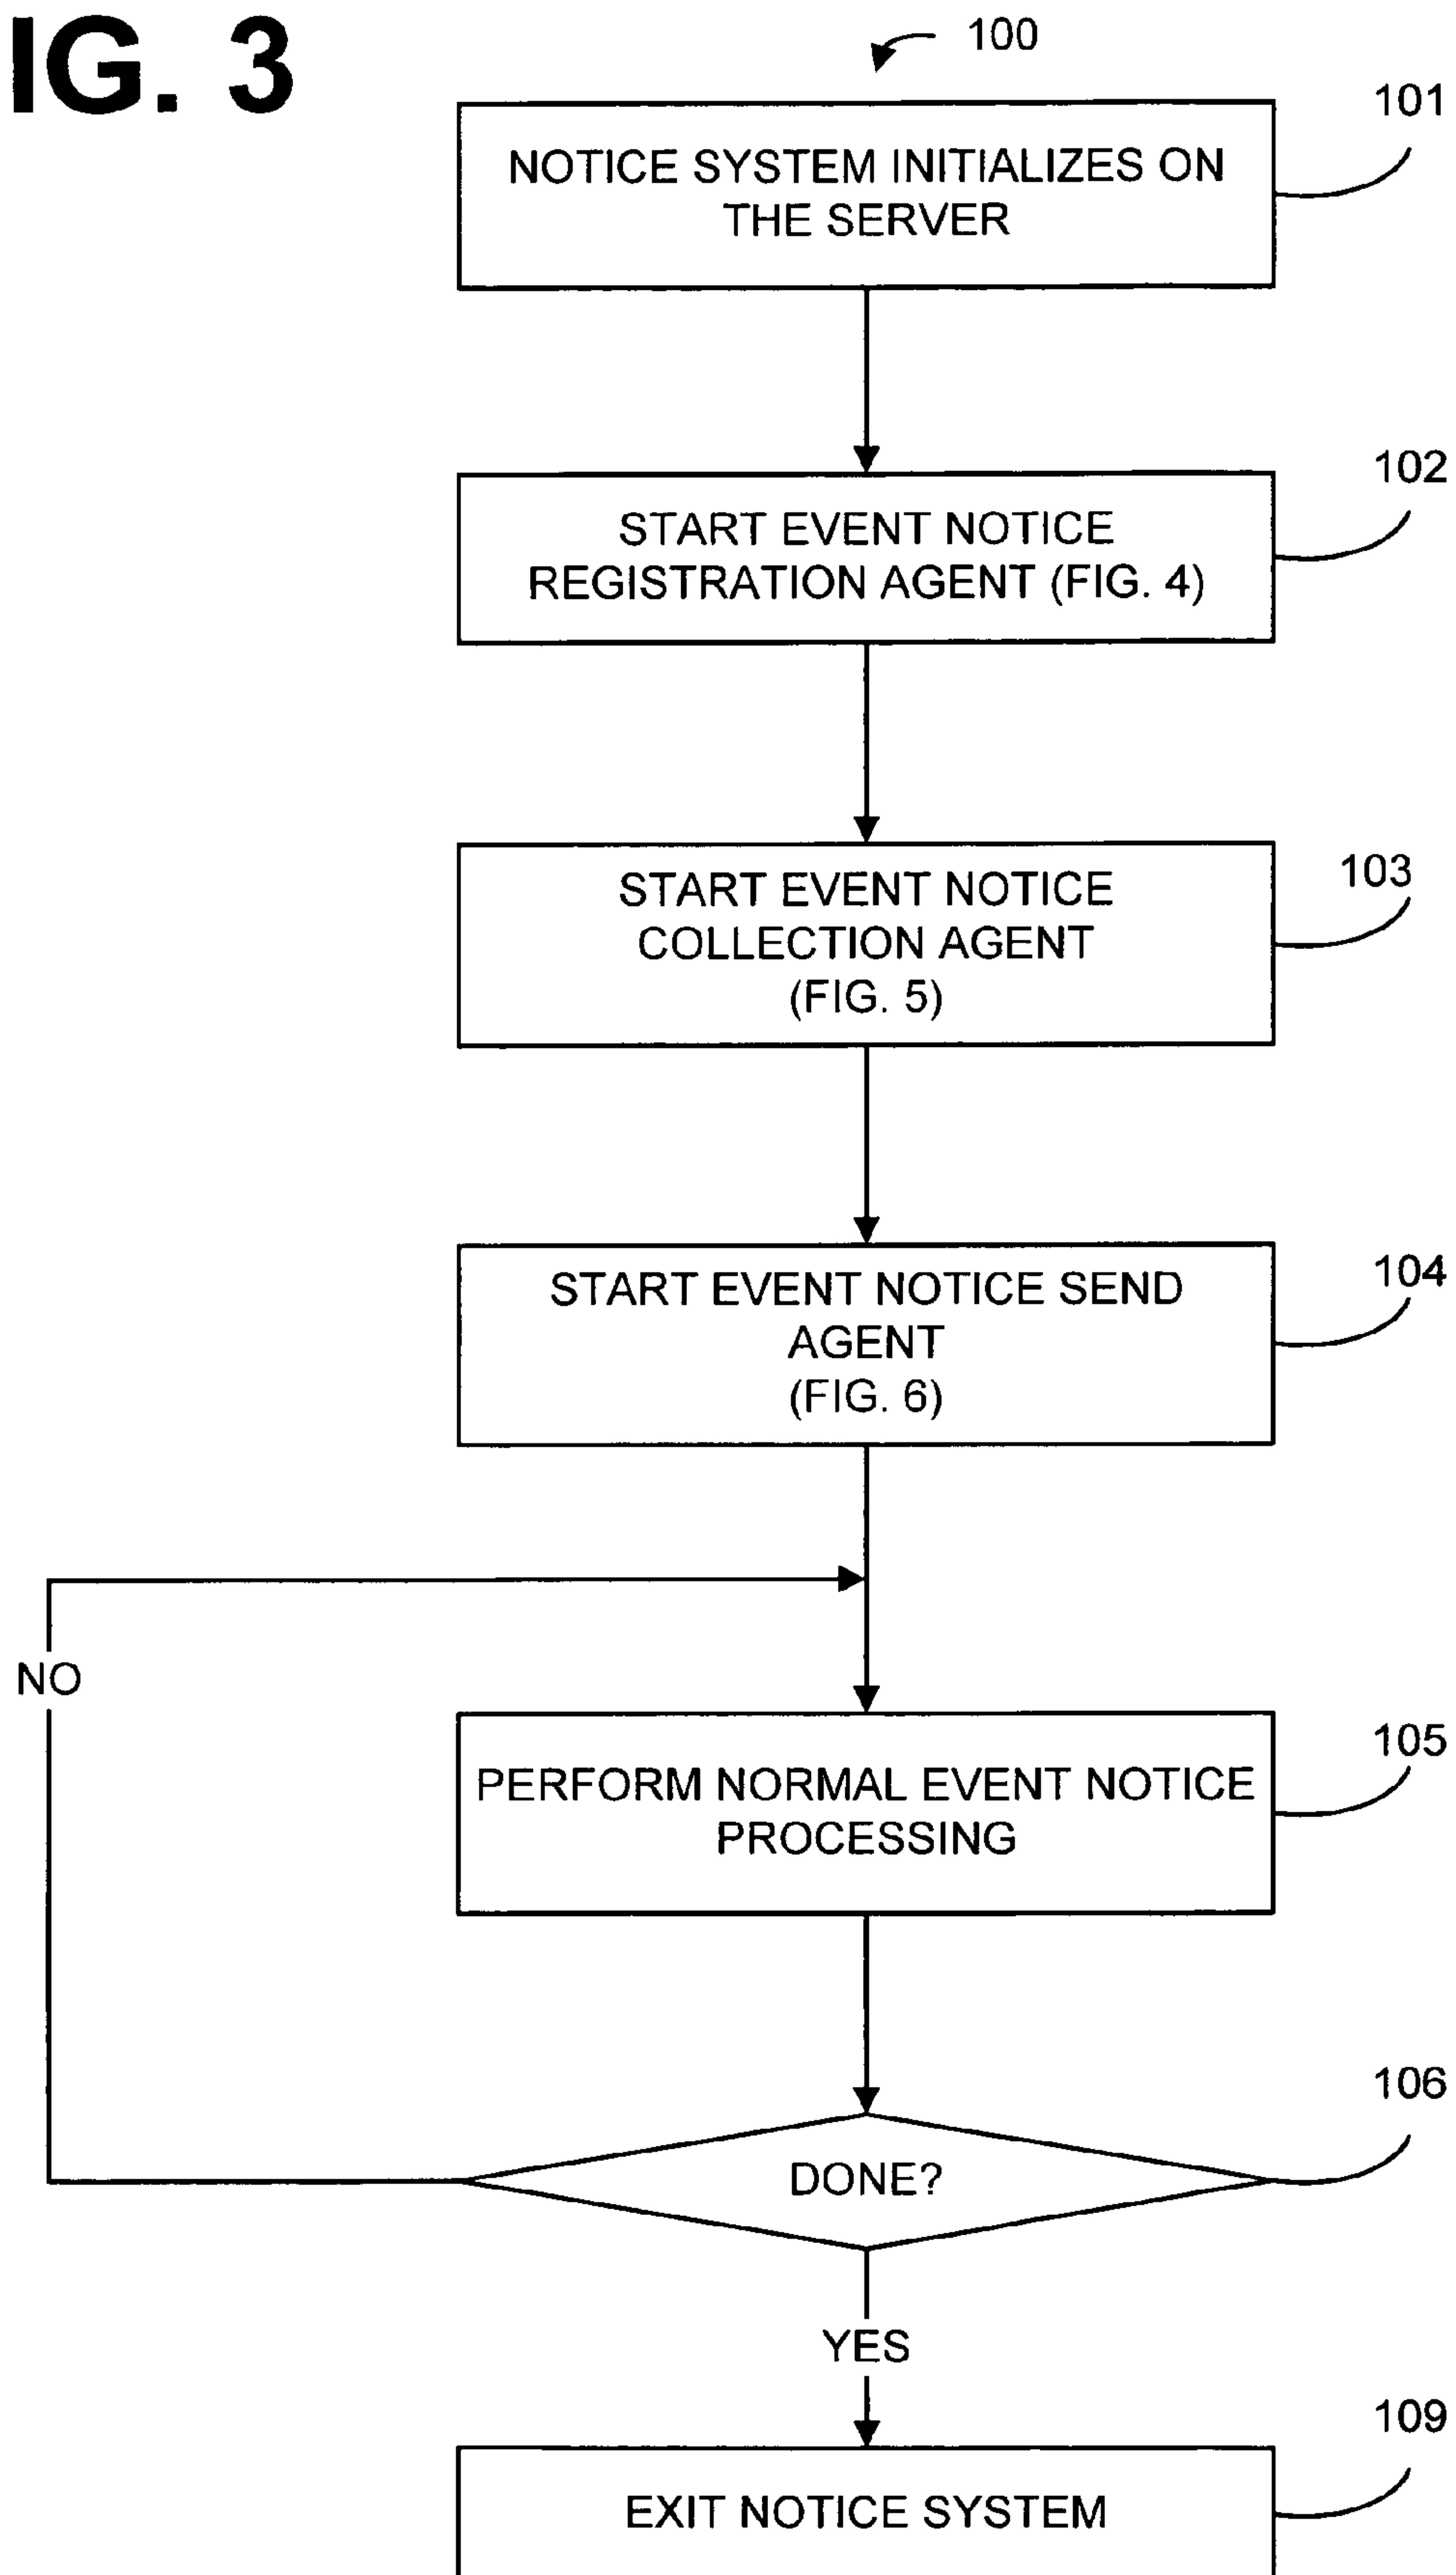 IG. 3
100
101
NOTICE SYSTEM INITIALIZES ON
THE SERVER
102
START EVENT NOTICE
REGISTRATION AGENT (FIG. 4)
103
START EVENT NOTICE
COLLECTION AGENT
(FIG. 5)
104
START EVENT NOTICE SEND
AGENT
(FIG. 6)
NO
105
PERFORM NORMAL EVENT NOTICE
PROCESSING
106
DONE?
YES
109
EXIT NOTICE SYSTEM